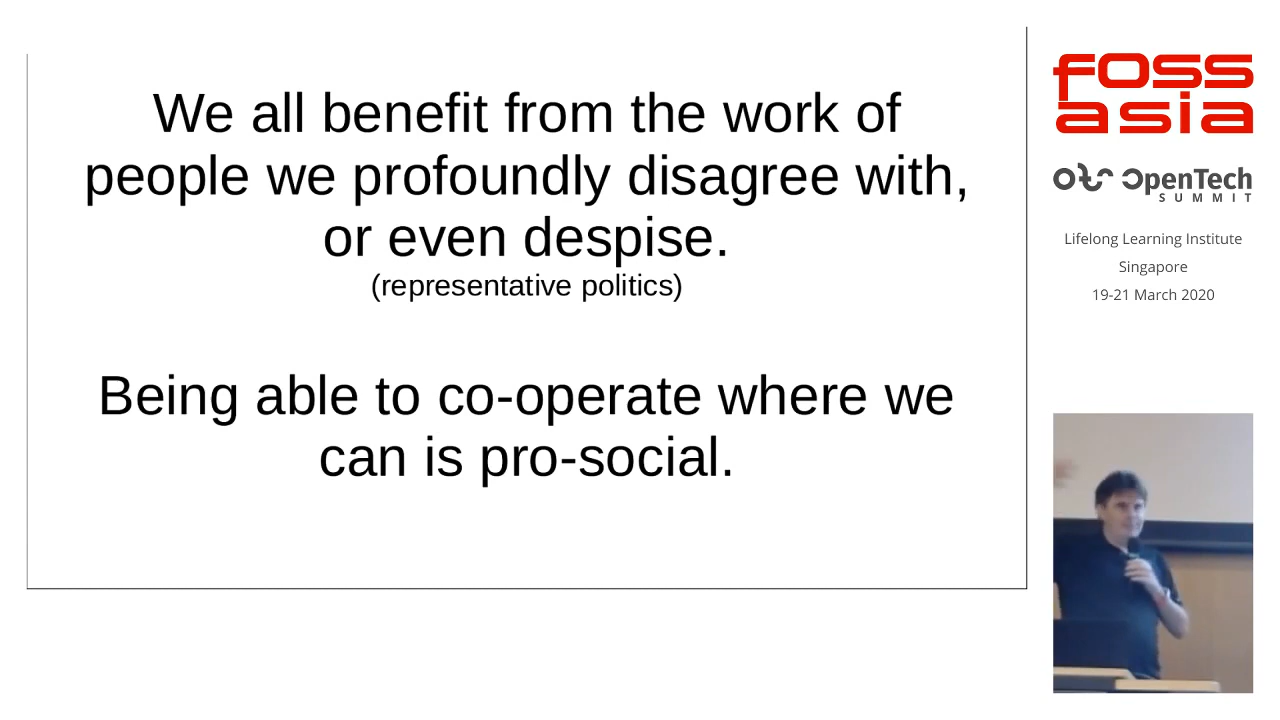 We all benefit from the work of
people we profoundly disagree with,
or even despise.
(representative politics)
Being able to co-operate where we
can is pro-social.
foss
asia
ots OpenTech
SUMMIT
Lifelong Learning Institute
Singapore
19-21 March 2020